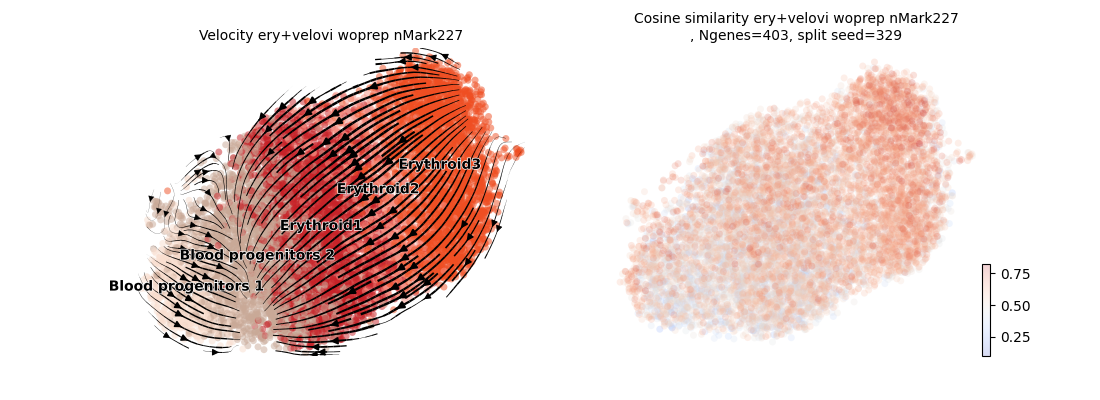 Velocity ery+velovi woprep nMark227
Erythroid3
Erythroid2
Erythroid1
Blood progenitors 2
Blood progenitors 1
Cosine similarity ery+velovi woprep nMark227
, Ngenes=403, split seed=329
0.75
0.50
0.25